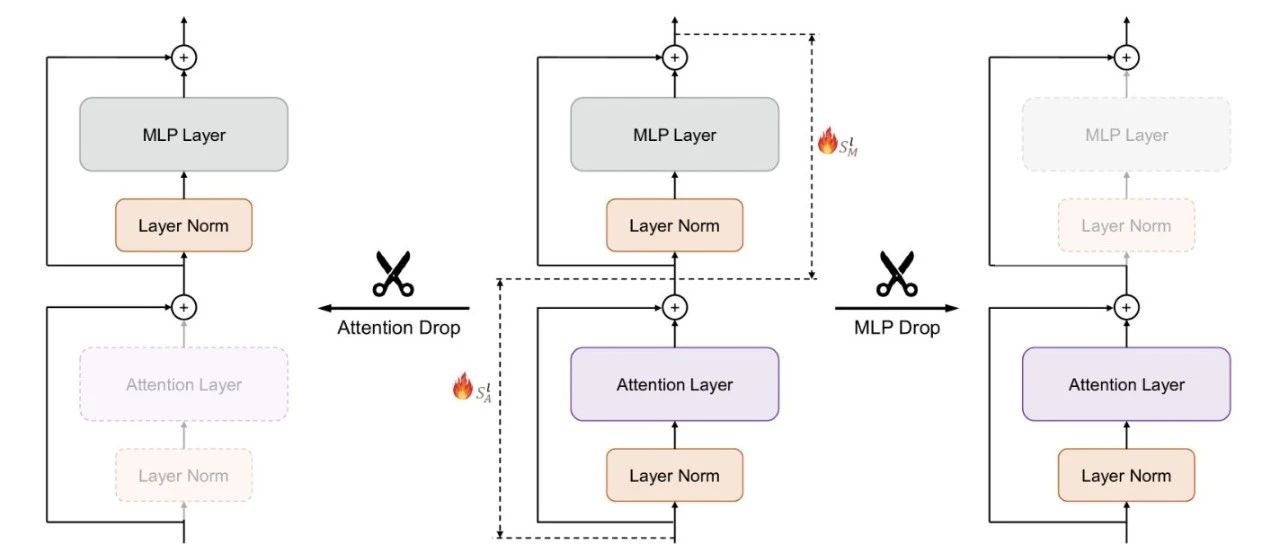 +
MLP Layer
Layer Norm
+
Attention Layer
Layer Norm
Attention Drop
+
MLP Layer
Layer Norm
+
Attention Layer
Layer Norm
S_M^l
S_A^l
MLP Drop
+
MLP Layer
Layer Norm
+
Attention Layer
Layer Norm